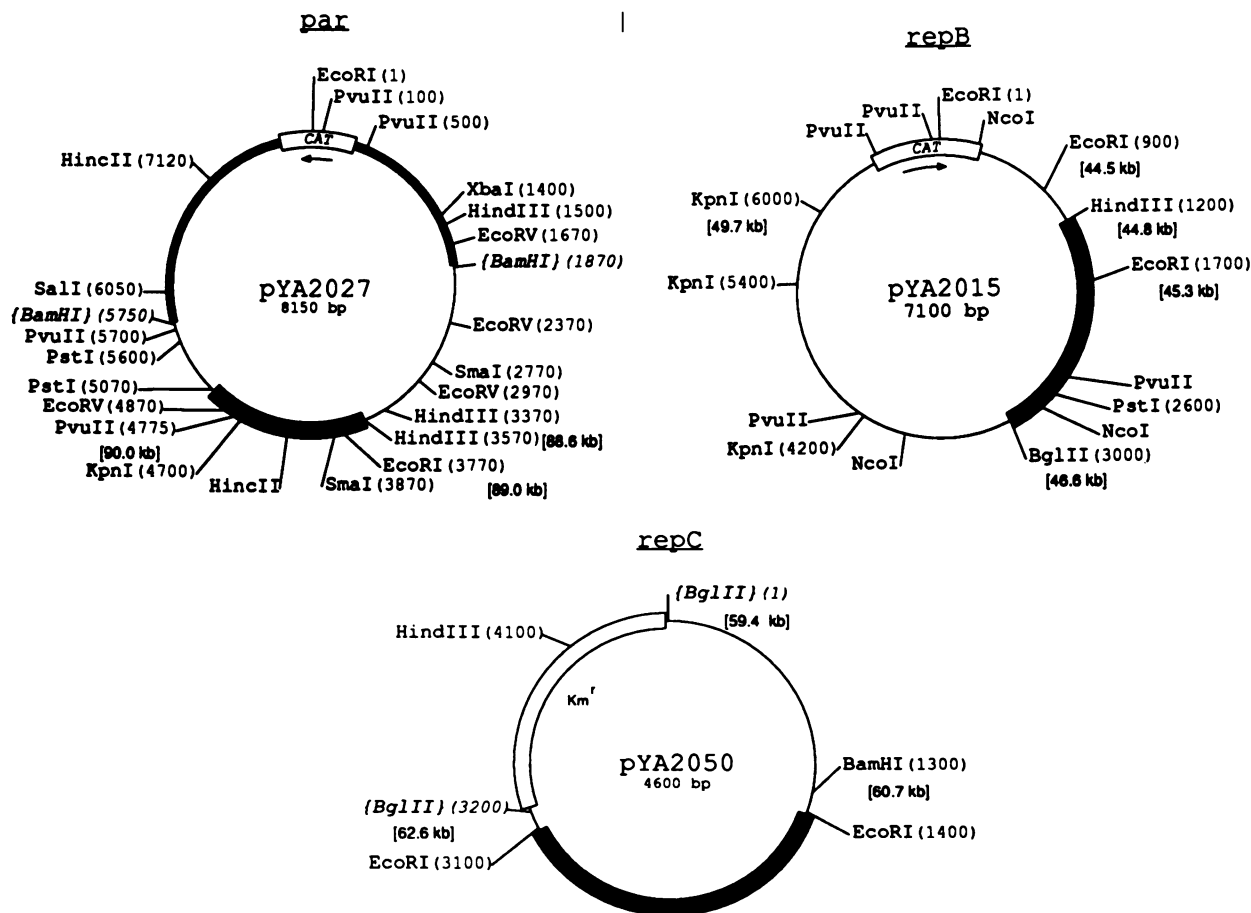 par
EcoRI (1)
PvuII (100)
PvuII (500)
CAT
HincII (7120)
XbaI (1400)
HindIII (1500)
EcoRV (1670)
{BamHI} (1870)
pYA2027
8150 bp
SalI (6050)
{BamHI} (5750)
PvuII (5700)
PstI (5600)
EcoRV (2370)
SmaI (2770)
EcoRV (2970)
PstI (5070)
EcoRV (4870)
PvuII (4775)
[90.0 kb]
KpnI (4700)
HincII
HindIII (3370)
HindIII (3570) [88.6 kb]
EcoRI (3770)
SmaI (3870) [89.0 kb]
repB
EcoRI (1)
PvuII
PvuII
NcoI
CAT
EcoRI (900)
[44.5 kb]
KpnI (6000)
[49.7 kb]
HindIII (1200)
[44.8 kb]
EcoRI (1700)
[45.3 kb]
KpnI (5400)
pYA2015
7100 bp
PvuII
PstI (2600)
NcoI
BglII (3000)
[46.6 kb]
PvuII
KpnI (4200)
NcoI
repC
{BglII} (1)
[59.4 kb]
HindIII (4100)
Kmr
pYA2050
4600 bp
BamHI (1300)
[60.7 kb]
EcoRI (1400)
{BglII} (3200)
[62.6 kb]
EcoRI (3100)